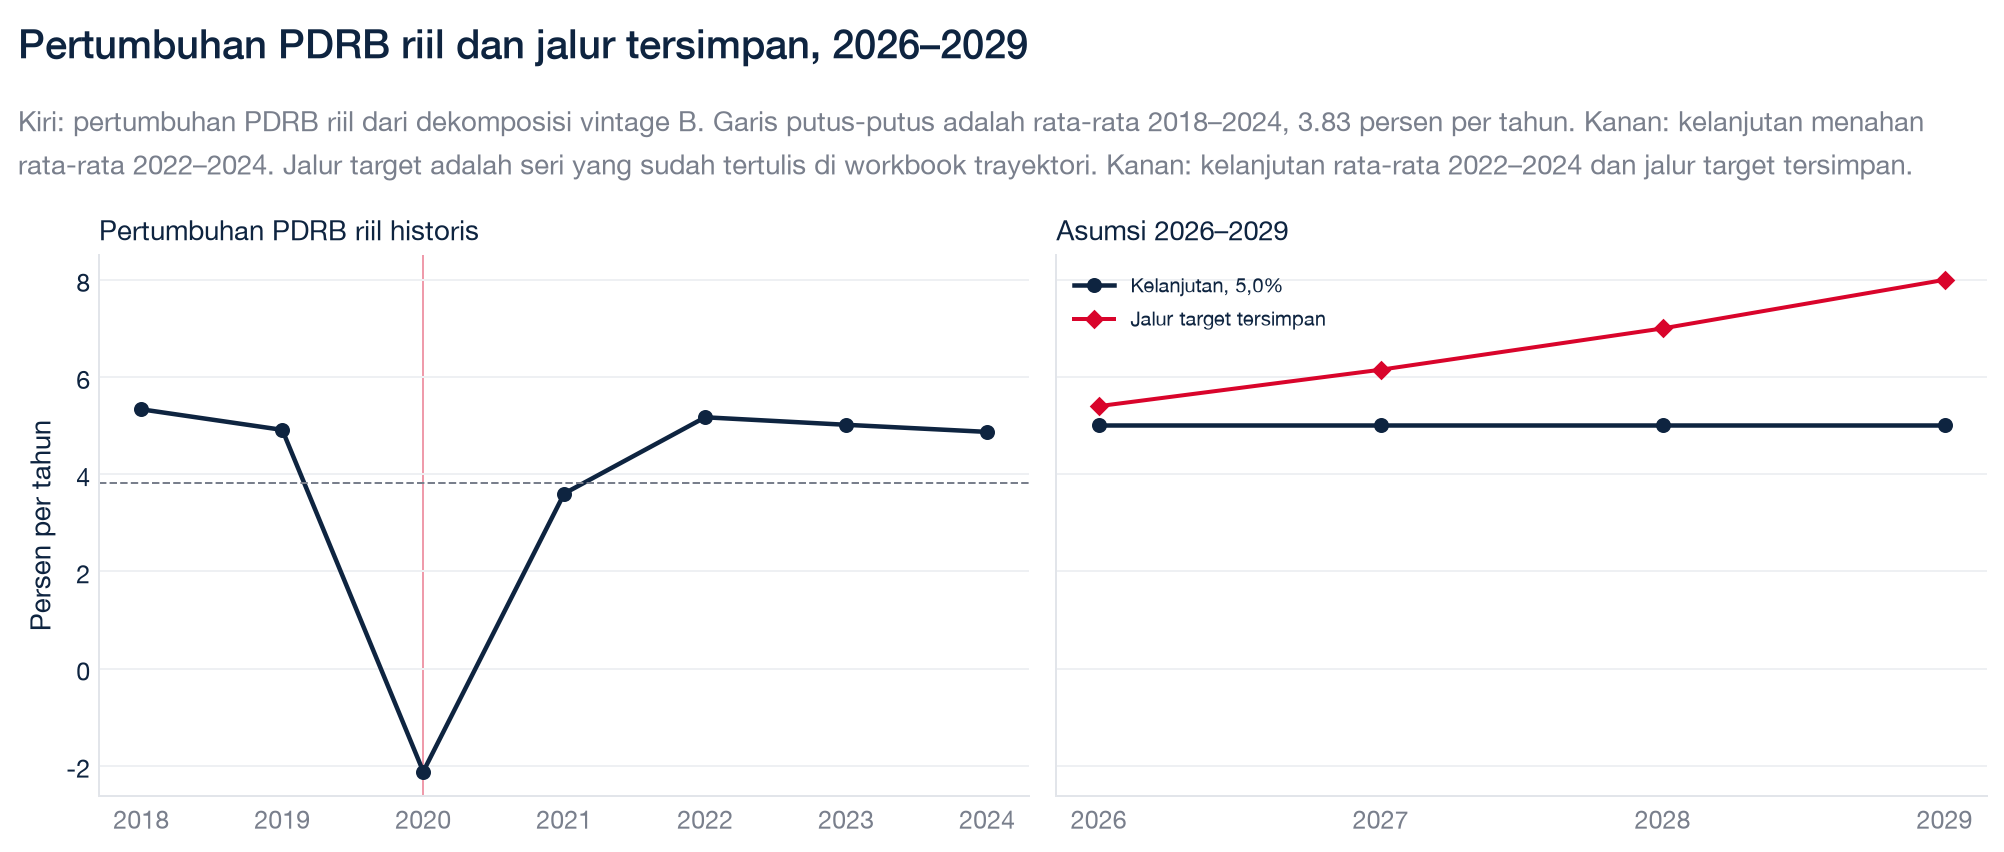 Pertumbuhan PDRB riil dan jalur tersimpan, 2026–2029
Kiri: pertumbuhan PDRB riil dari dekomposisi vintage B. Garis putus-putus adalah rata-rata 2018–2024, 3.83 persen per tahun. Kanan: kelanjutan menahan
rata-rata 2022–2024. Jalur target adalah seri yang sudah tertulis di workbook trayektori. Kanan: kelanjutan rata-rata 2022–2024 dan jalur target tersimpan.
Pertumbuhan PDRB riil historis
Persen per tahun
8
6
4
2
0
-2
2018 2019 2020 2021 2022 2023 2024
Asumsi 2026–2029
Kelanjutan, 5,0%
Jalur target tersimpan
2026 2027 2028 2029